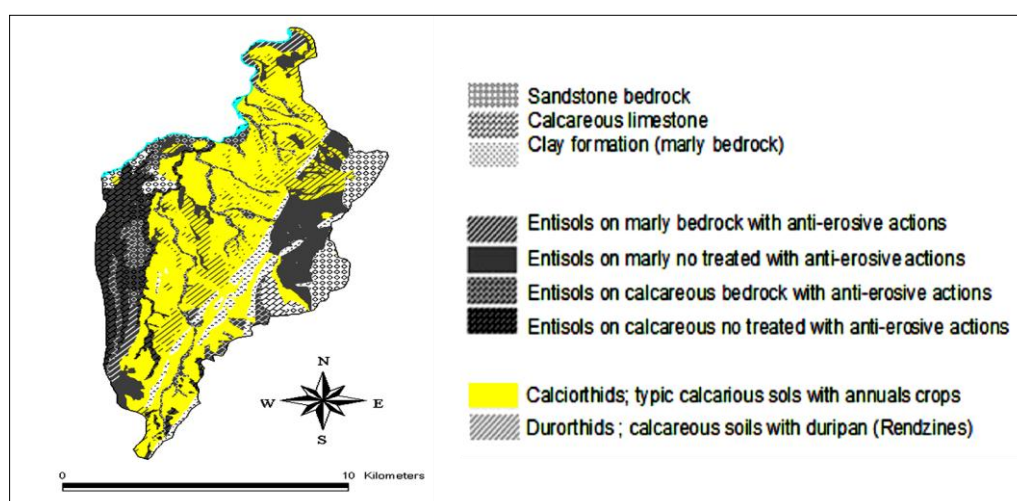 Sandstone bedrock
Calcareous limestone
Clay formation (marly bedrock)
Entisols on marly bedrock with anti-erosive actions
Entisols on marly no treated with anti-erosive actions
Entisols on calcareous bedrock with anti-erosive actions
Entisols on calcareous no treated with anti-erosive actions
Calciorthids; typic calcarious sols with annuals crops
Durorthids ; calcareous soils with duripan (Rendzines)
N
W E
S
0 10 Kilometers